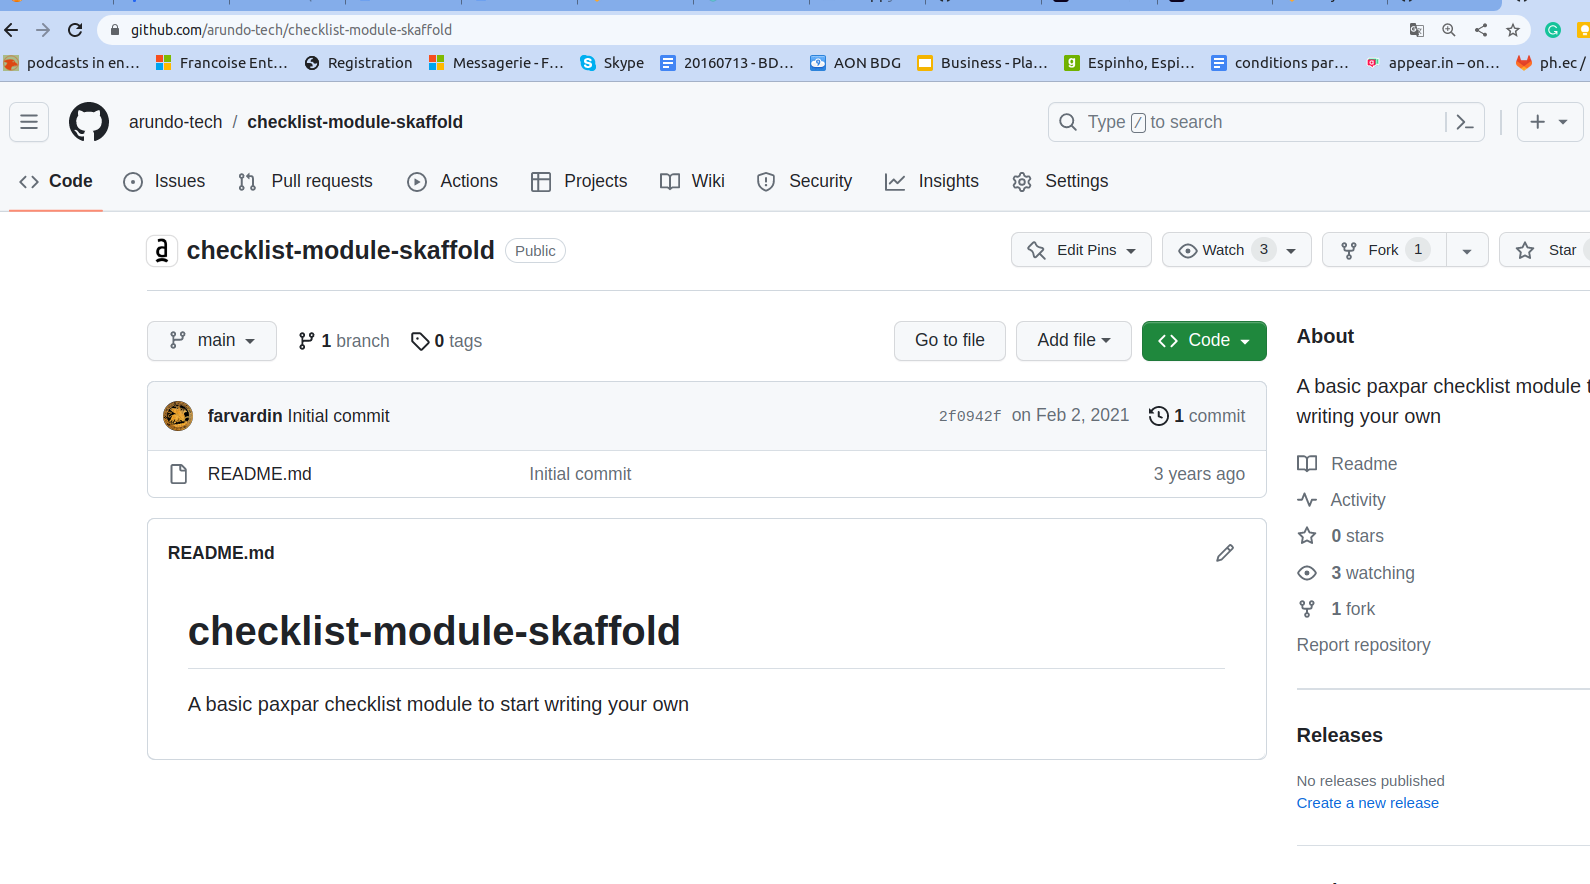 github.com/arundo-tech/checklist-module-skaffold
podcasts in en... Francoise Ent... Registration Messagerie - F... Skype 20160713 - BD... AON BDG Business - Pla... Espinho, Espi... conditions par... appear.in – on... ph.ec /
arundo-tech / checklist-module-skaffold Type / to search
Code Issues Pull requests Actions Projects Wiki Security Insights Settings
checklist-module-skaffold Public Edit Pins Watch 3 Fork 1 Star
main 1 branch 0 tags Go to file Add file Code
farvardin Initial commit 2f0942f on Feb 2, 2021 1 commit
README.md Initial commit 3 years ago
README.md
checklist-module-skaffold
A basic paxpar checklist module to start writing your own
About
A basic paxpar checklist module t
writing your own
Readme
Activity
0 stars
3 watching
1 fork
Report repository
Releases
No releases published
Create a new release